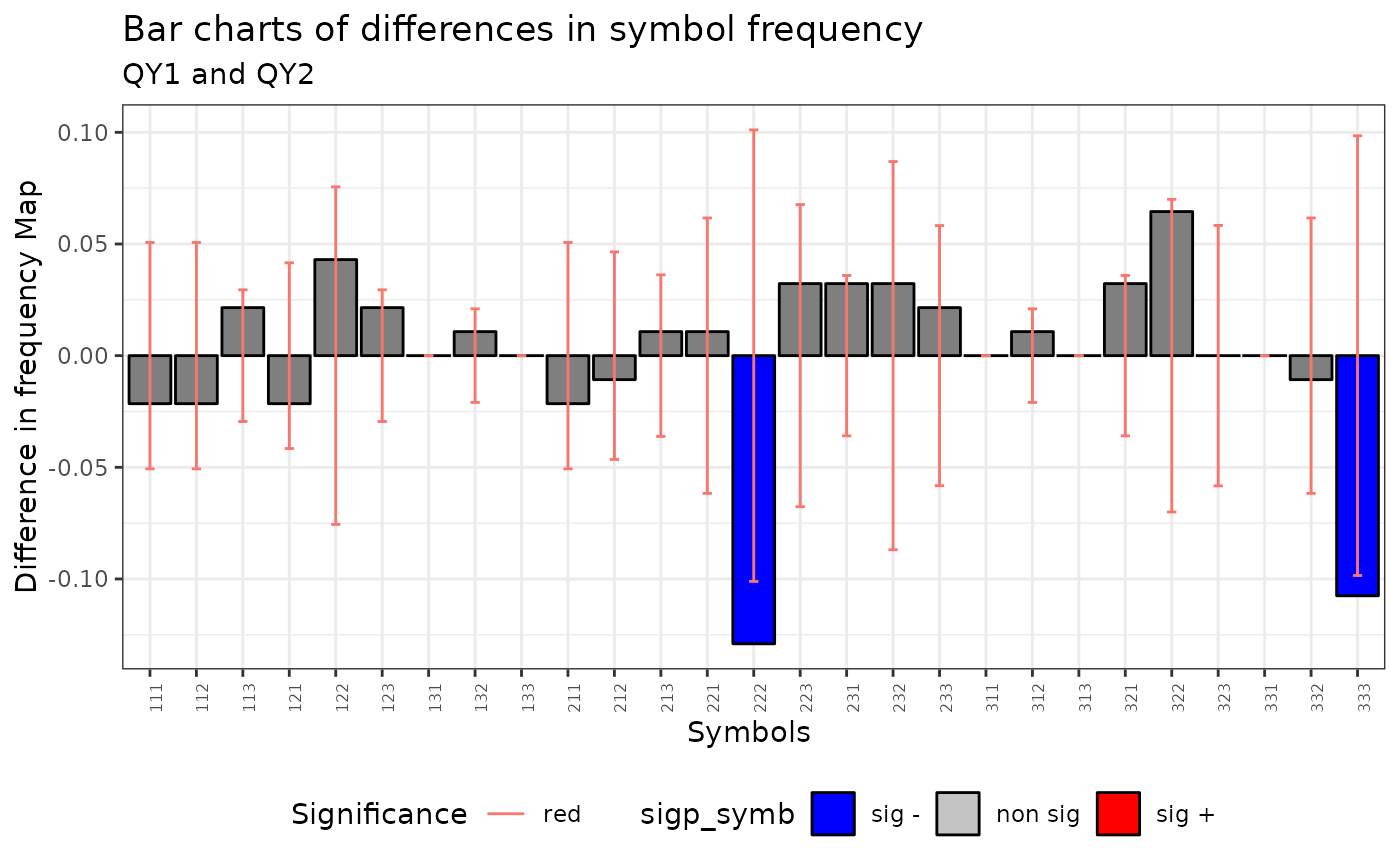 Bar charts of differences in symbol frequency
QY1 and QY2
Difference in frequency Map
0.10
0.05
0.00
-0.05
-0.10
111 112 113 121 122 123 131 132 133 211 212 213 221 222 223 231 232 233 311 312 313 321 322 323 331 332 333
Symbols
Significance red sigp_symb sig - non sig sig +